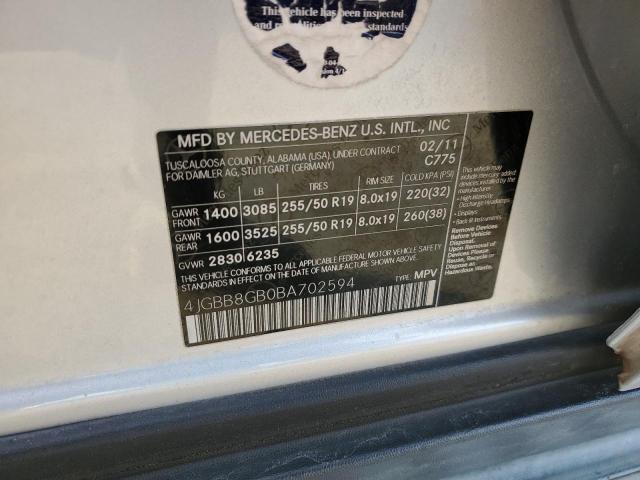 This vehicle has been inspected
standards
MFD BY MERCEDES-BENZ U.S. INTL., INC
TUSCALOOSA COUNTY, ALABAMA (USA), UNDER CONTRACT
FOR DAIMLER AG, STUTTGART (GERMANY)
02/11
C775
KG LB TIRES RIM SIZE COLD KPA (PSI)
GAWR FRONT 1400 3085 255/50 R19 8.0x19 220(32)
GAWR REAR 1600 3525 255/50 R19 8.0x19 260(38)
GVWR 2830 6235
THIS VEHICLE CONFORMS TO ALL APPLICABLE FEDERAL MOTOR VEHICLE SAFETY
STANDARDS IN EFFECT ON THE DATE OF MANUFACTURE SHOWN ABOVE.
4JGBB8GB0BA702594
TYPE: MPV
This vehicle may
include mercury-
added devices
installed by the
manufacturer:
• High Intensity
Discharge Headlamps,
• Displays,
• Back lit Instruments
Remove Devices
Before Vehicle
Disposal.
Upon Removal of
Devices Please
Reuse, Recycle or
Dispose as
Hazardous Waste.